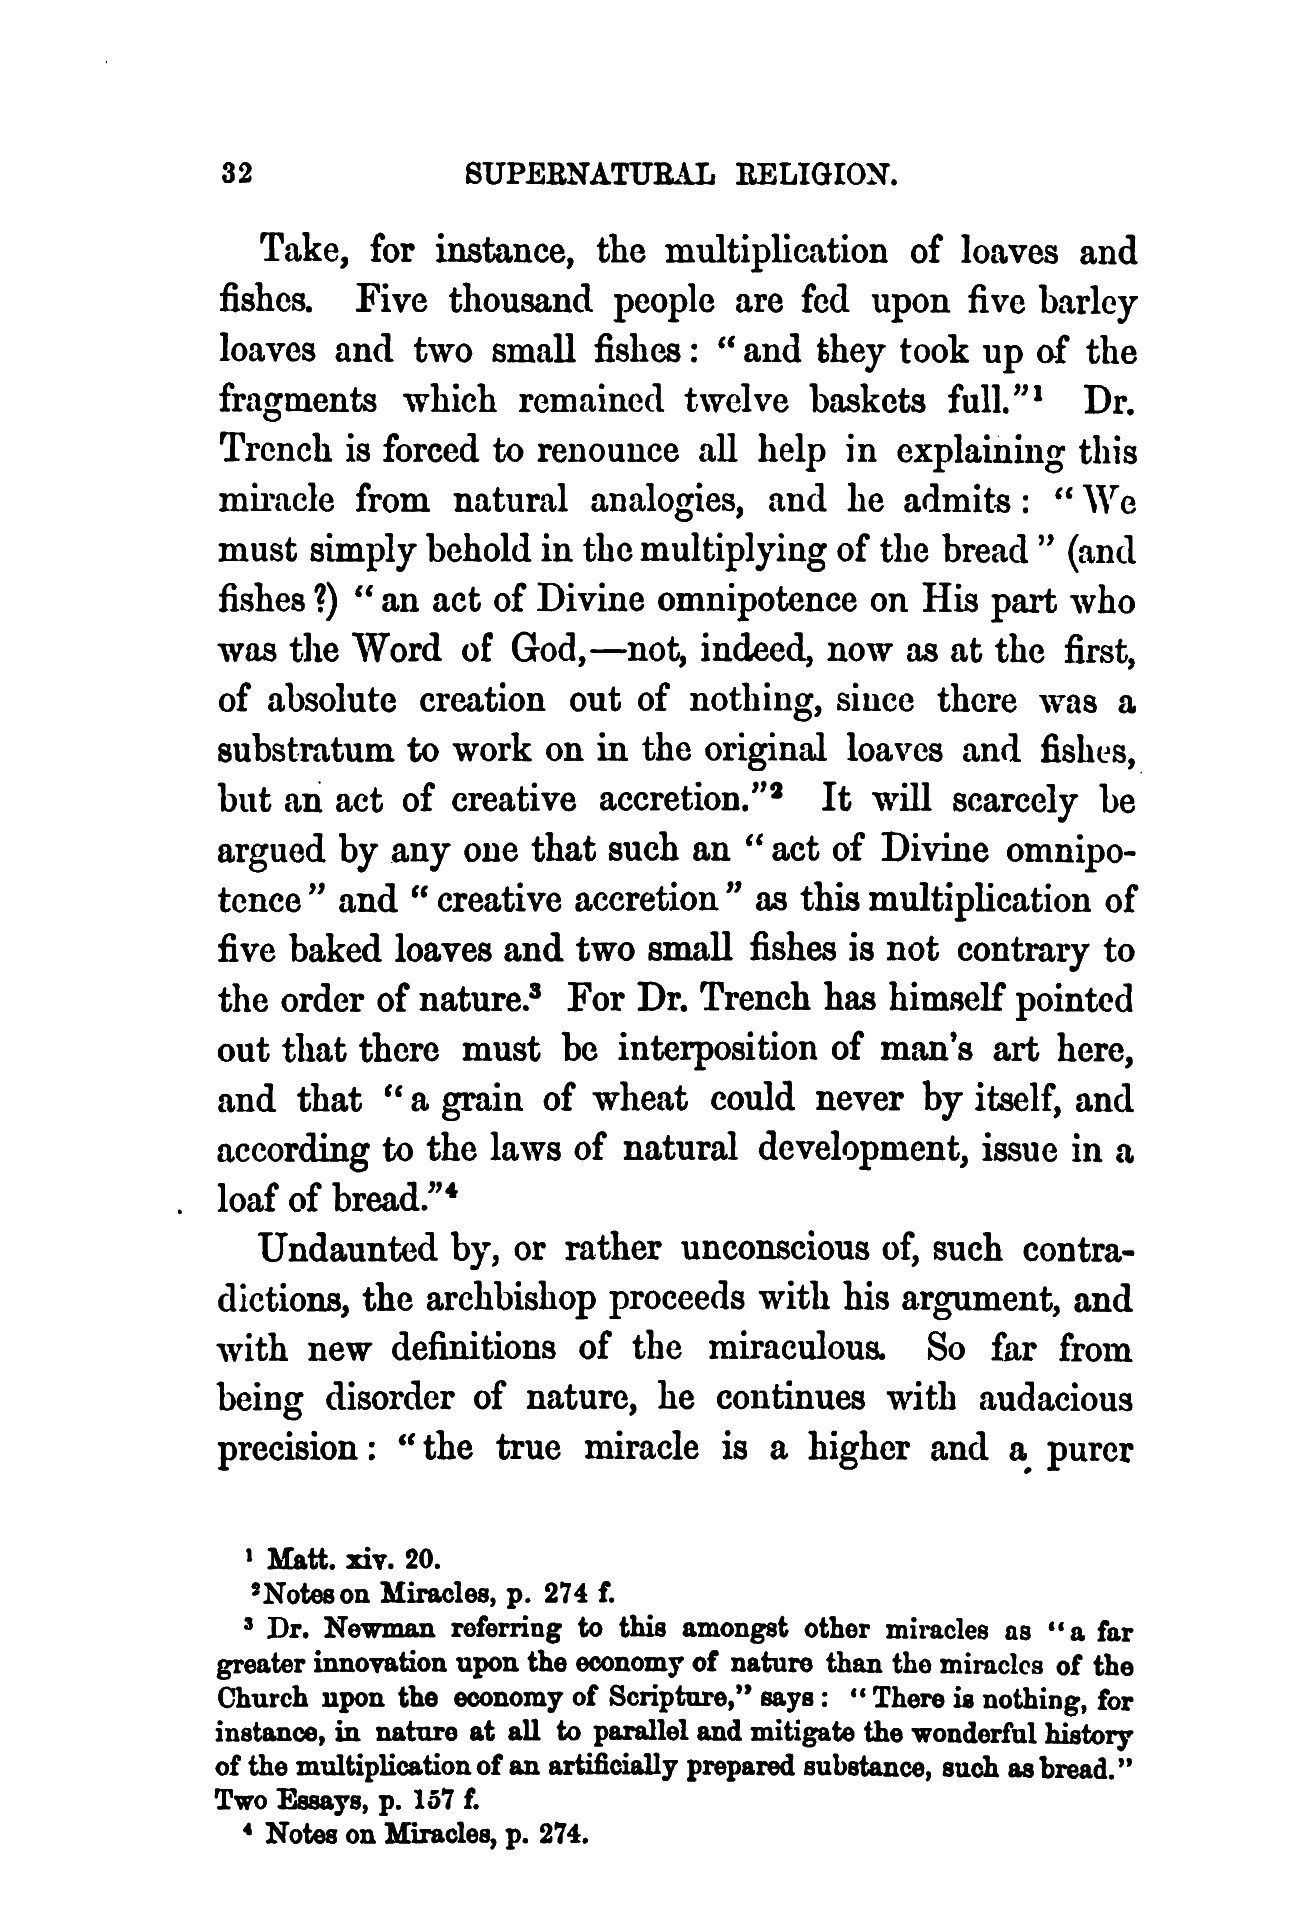 32 SUPERNATURAL RELIGION.
Take, for instance, the multiplication of loaves and
fishes. Five thousand people are fed upon five barley
loaves and two small fishes: “and they took up of the
fragments which remained twelve baskets full.”¹ Dr.
Trench is forced to renounce all help in explaining this
miracle from natural analogies, and he admits: “We
must simply behold in the multiplying of the bread” (and
fishes?) “an act of Divine omnipotence on His part who
was the Word of God,—not, indeed, now as at the first,
of absolute creation out of nothing, since there was a
substratum to work on in the original loaves and fishes,
but an act of creative accretion.”² It will scarcely be
argued by any one that such an “act of Divine omnipo-
tence” and “creative accretion” as this multiplication of
five baked loaves and two small fishes is not contrary to
the order of nature.³ For Dr. Trench has himself pointed
out that there must be interposition of man's art here,
and that “a grain of wheat could never by itself, and
according to the laws of natural development, issue in a
loaf of bread.”⁴
Undaunted by, or rather unconscious of, such contra-
dictions, the archbishop proceeds with his argument, and
with new definitions of the miraculous. So far from
being disorder of nature, he continues with audacious
precision: “the true miracle is a higher and a purer
¹ Matt. xiv. 20.
² Notes on Miracles, p. 274 f.
³ Dr. Newman referring to this amongst other miracles as “a far
greater innovation upon the economy of nature than the miracles of the
Church upon the economy of Scripture,” says: “There is nothing, for
instance, in nature at all to parallel and mitigate the wonderful history
of the multiplication of an artificially prepared substance, such as bread.”
Two Essays, p. 157 f.
⁴ Notes on Miracles, p. 274.